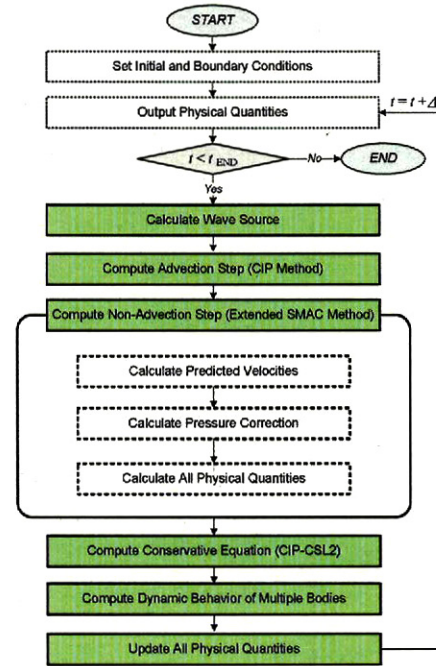 START
Set Initial and Boundary Conditions
Output Physical Quantities
t = t + Δ
t < t END
No
END
Yes
Calculate Wave Source
Compute Advection Step (CIP Method)
Compute Non-Advection Step (Extended SMAC Method)
Calculate Predicted Velocities
Calculate Pressure Correction
Calculate All Physical Quantities
Compute Conservative Equation (CIP-CSL2)
Compute Dynamic Behavior of Multiple Bodies
Update All Physical Quantities